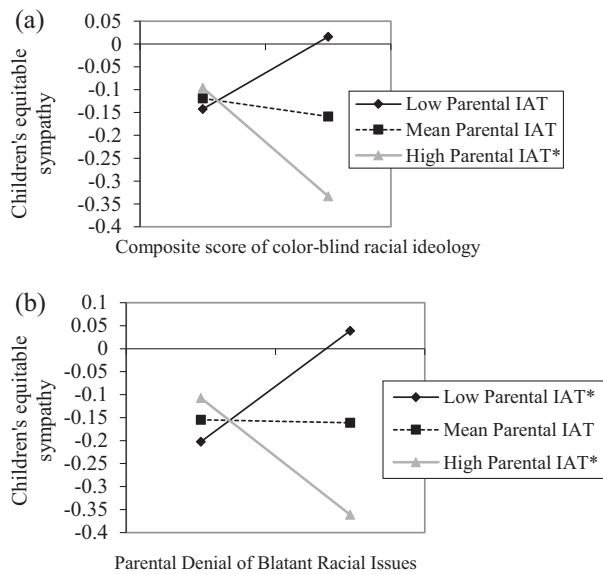 (a)
0.05
0
-0.05
-0.1
-0.15
-0.2
-0.25
-0.3
-0.35
-0.4
Children's equitable
sympathy
Low Parental IAT
Mean Parental IAT
High Parental IAT*
Composite score of color-blind racial ideology
(b)
0.1
0.05
0
-0.05
-0.1
-0.15
-0.2
-0.25
-0.3
-0.35
-0.4
Children's equitable
sympathy
Low Parental IAT*
Mean Parental IAT
High Parental IAT*
Parental Denial of Blatant Racial Issues